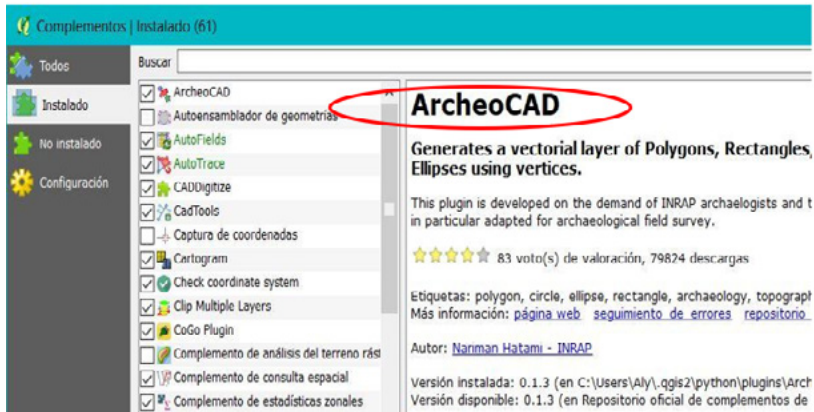 Complementos | Instalado (61)
Todos
Instalado
No instalado
Configuración
Buscar
ArcheoCAD
Autoensamblador de geometrías
AutoFields
AutoTrace
CADDigitize
CadTools
Captura de coordenadas
Cartogram
Check coordinate system
Clip Multiple Layers
CoGo Plugin
Complemento de análisis del terreno rást
Complemento de consulta espacial
Complemento de estadísticas zonales
ArcheoCAD
Generates a vectorial layer of Polygons, Rectangles,
Ellipses using vertices.
This plugin is developed on the demand of INRAP archaelogists and t
in particular adapted for archaeological field survey.
83 voto(s) de valoración, 79824 descargas
Etiquetas: polygon, circle, ellipse, rectangle, archaeology, topograph
Más información: página web seguimiento de errores repositorio
Autor: Nariman Hatami - INRAP
Versión instalada: 0.1.3 (en C:\Users\Aly\.qgis2\python\plugins\Arch
Versión disponible: 0.1.3 (en Repositorio oficial de complementos de